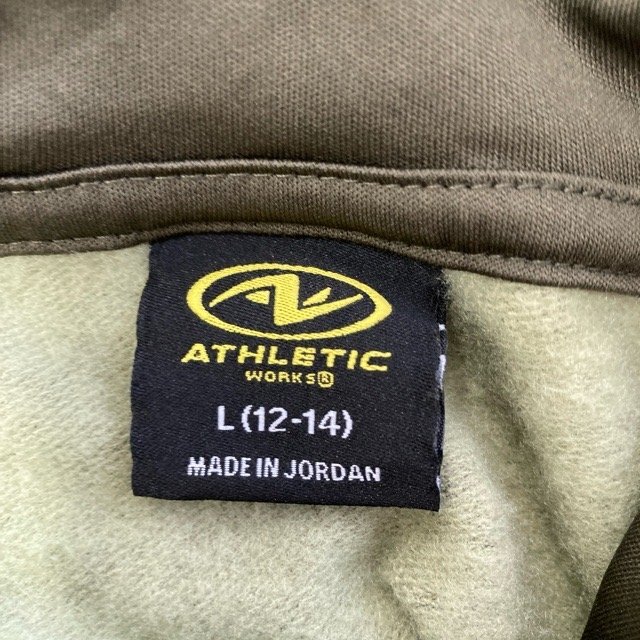 ATHLETIC
WORKS®
L (12-14)
MADE IN JORDAN